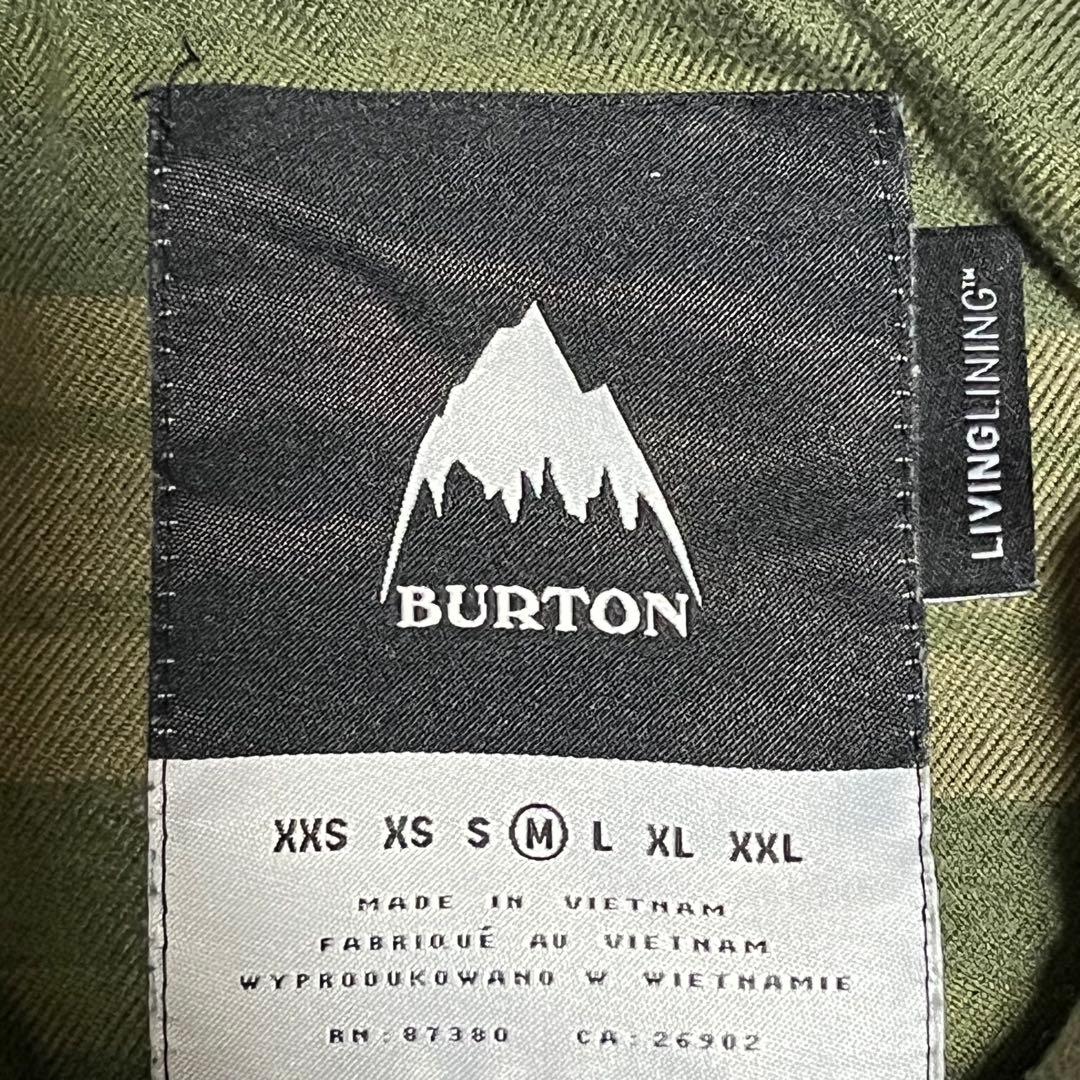 BURTON
LIVINGLINING™
XXS XS S M L XL XXL
MADE IN VIETNAM
FABRIQUÉ AU VIETNAM
WYPRODUKOWANO W WIETNAMIE
RN: 87380 CA: 26902